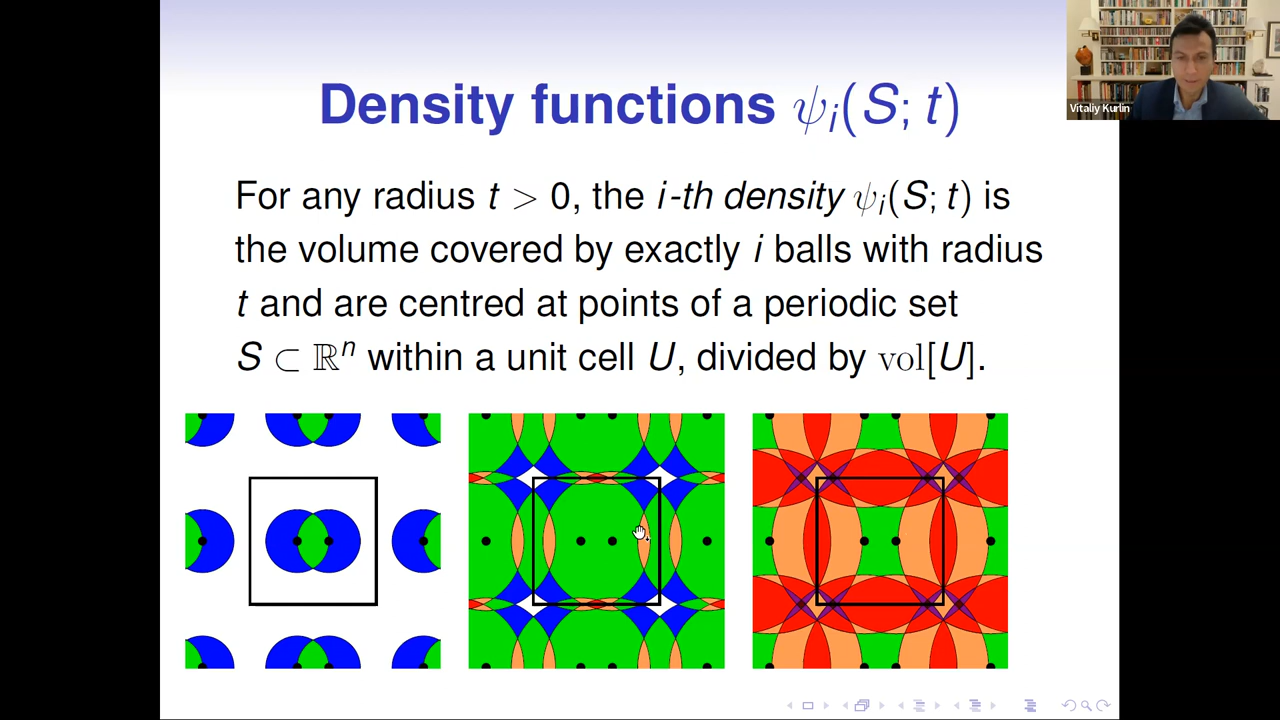 Density functions ψᵢ(S; t)
Vitaliy Kurlin
For any radius t > 0, the i-th density ψᵢ(S; t) is
the volume covered by exactly i balls with radius
t and are centred at points of a periodic set
S ⊂ ℝⁿ within a unit cell U, divided by vol[U].